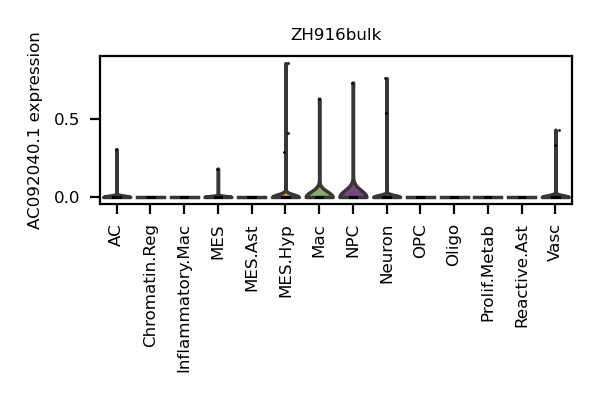 ZH916bulk
AC092040.1 expression
0.5
0.0
AC
Chromatin.Reg
Inflammatory.Mac
MES
MES.Ast
MES.Hyp
Mac
NPC
Neuron
OPC
Oligo
Prolif.Metab
Reactive.Ast
Vasc